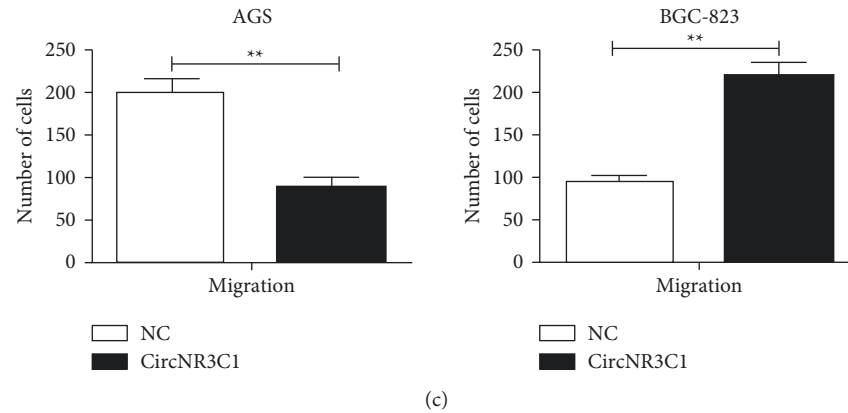 AGS
**
Number of cells
250
200
150
100
50
0
Migration
NC
CircNR3C1
BGC-823
**
Number of cells
250
200
150
100
50
0
Migration
NC
CircNR3C1
(c)